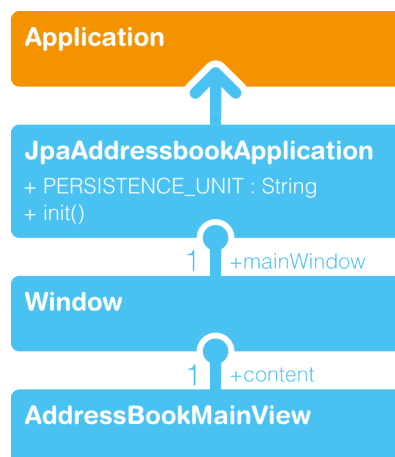 Application
JpaAddressbookApplication
+ PERSISTENCE_UNIT : String
+ init()
1 +mainWindow
Window
1 +content
AddressBookMainView